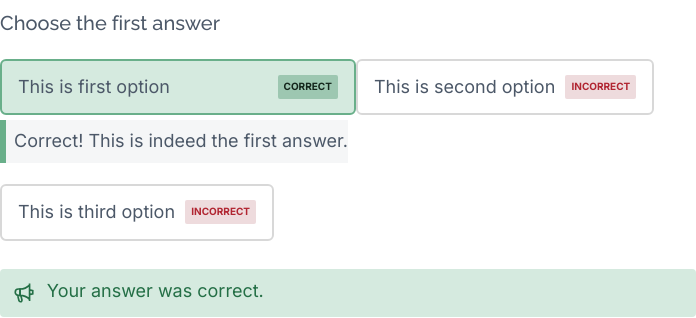 Choose the first answer
This is first option CORRECT This is second option INCORRECT
Correct! This is indeed the first answer.
This is third option INCORRECT
Your answer was correct.